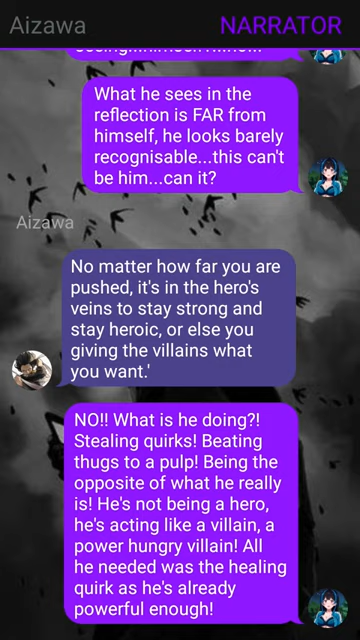 Aizawa NARRATOR
What he sees in the
reflection is FAR from
himself, he looks barely
recognisable...this can't
be him...can it?
Aizawa
No matter how far you are
pushed, it's in the hero's
veins to stay strong and
stay heroic, or else you
giving the villains what
you want.'
NO!! What is he doing?!
Stealing quirks! Beating
thugs to a pulp! Being the
opposite of what he really
is! He's not being a hero,
he's acting like a villain, a
power hungry villain! All
he needed was the healing
quirk as he's already
powerful enough!